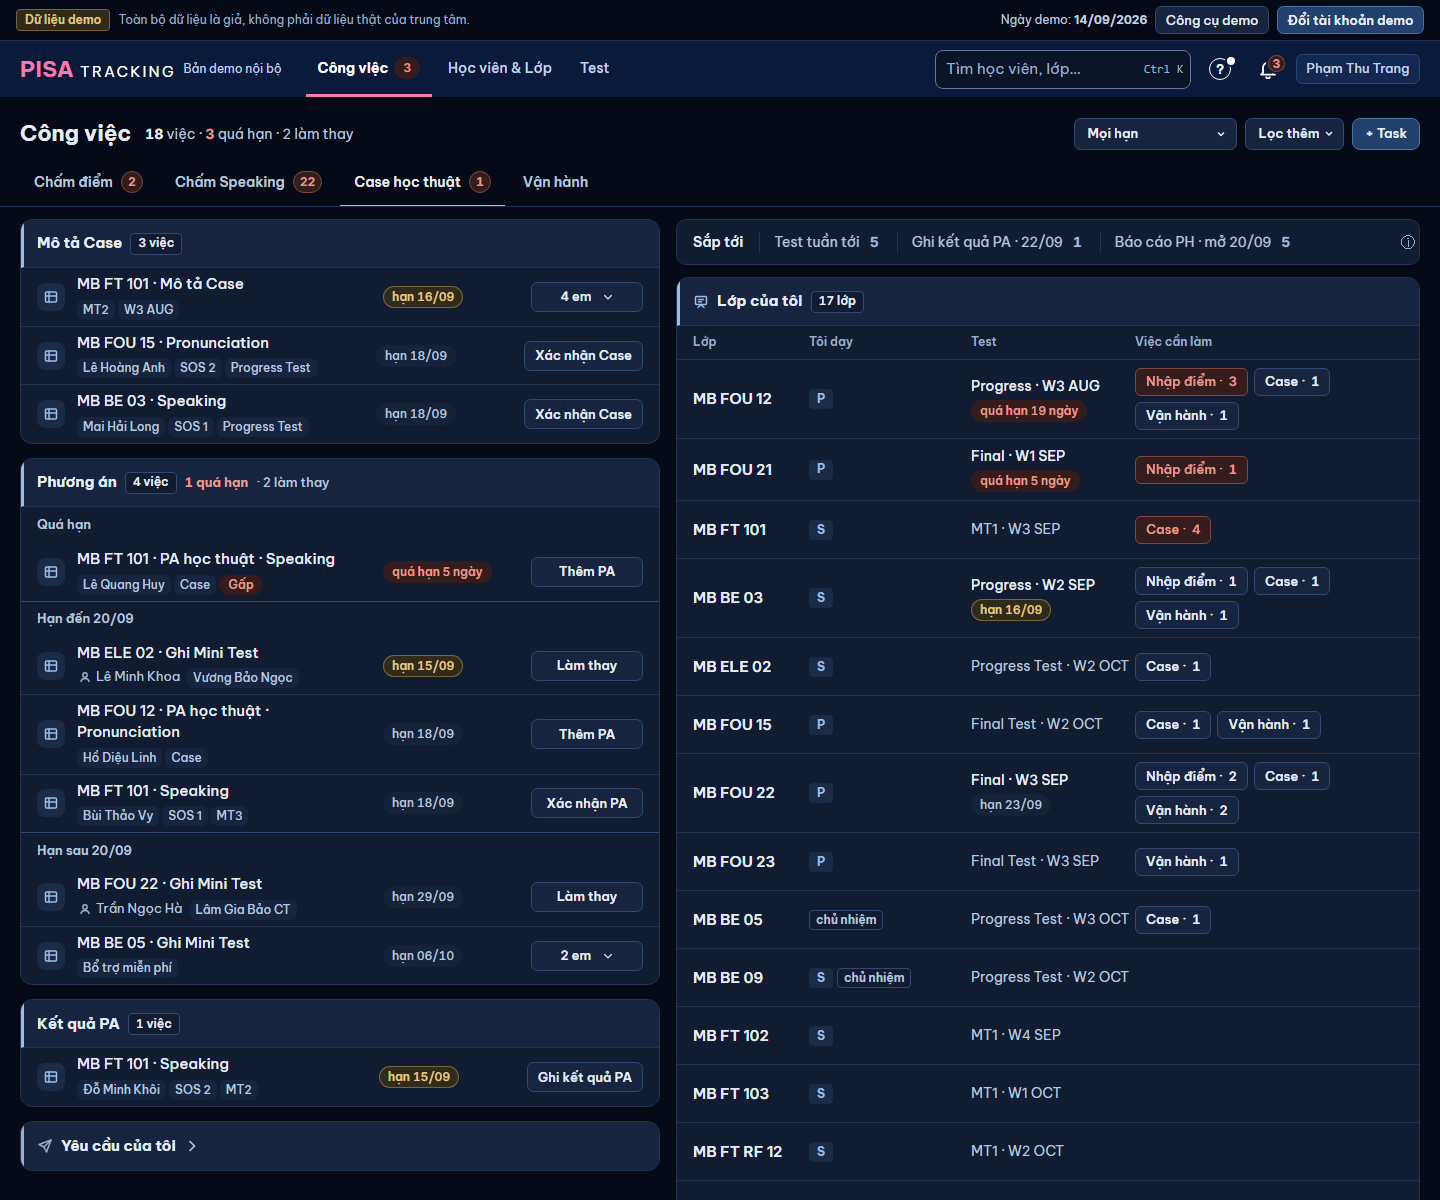 Dữ liệu demo Toàn bộ dữ liệu là giả, không phải dữ liệu thật của trung tâm. Ngày demo: 14/09/2026 Công cụ demo Đổi tài khoản demo
PISA TRACKING Bản demo nội bộ Công việc 3 Học viên & Lớp Test Tìm học viên, lớp... Ctrl K ? 3 Phạm Thu Trang
Công việc 18 việc · 3 quá hạn · 2 làm thay Mọi hạn Lọc thêm + Task
Chấm điểm 2 Chấm Speaking 22 Case học thuật 1 Vận hành
Mô tả Case 3 việc
MB FT 101 · Mô tả Case
MT2 W3 AUG
hạn 16/09 4 em
MB FOU 15 · Pronunciation
Lê Hoàng Anh SOS 2 Progress Test
hạn 18/09 Xác nhận Case
MB BE 03 · Speaking
Mai Hải Long SOS 1 Progress Test
hạn 18/09 Xác nhận Case
Phương án 4 việc 1 quá hạn · 2 làm thay
Quá hạn
MB FT 101 · PA học thuật · Speaking
Lê Quang Huy Case Gấp
quá hạn 5 ngày Thêm PA
Hạn đến 20/09
MB ELE 02 · Ghi Mini Test
Lê Minh Khoa Vương Bảo Ngọc
hạn 15/09 Làm thay
MB FOU 12 · PA học thuật ·
Pronunciation
Hồ Diệu Linh Case
hạn 18/09 Thêm PA
MB FT 101 · Speaking
Bùi Thảo Vy SOS 1 MT3
hạn 18/09 Xác nhận PA
Hạn sau 20/09
MB FOU 22 · Ghi Mini Test
Trần Ngọc Hà Lâm Gia Bảo CT
hạn 29/09 Làm thay
MB BE 05 · Ghi Mini Test
Bổ trợ miễn phí
hạn 06/10 2 em
Kết quả PA 1 việc
MB FT 101 · Speaking
Đỗ Minh Khôi SOS 2 MT2
hạn 15/09 Ghi kết quả PA
Yêu cầu của tôi
Sắp tới Test tuần tới 5 Ghi kết quả PA · 22/09 1 Báo cáo PH · mở 20/09 5
Lớp của tôi 17 lớp
Lớp Tôi dạy Test Việc cần làm
MB FOU 12 P Progress · W3 AUG quá hạn 19 ngày Nhập điểm · 3 Case · 1 Vận hành · 1
MB FOU 21 P Final · W1 SEP quá hạn 5 ngày Nhập điểm · 1
MB FT 101 S MT1 · W3 SEP Case · 4
MB BE 03 S Progress · W2 SEP hạn 16/09 Nhập điểm · 1 Case · 1 Vận hành · 1
MB ELE 02 S Progress Test · W2 OCT Case · 1
MB FOU 15 P Final Test · W2 OCT Case · 1 Vận hành · 1
MB FOU 22 P Final · W3 SEP hạn 23/09 Nhập điểm · 2 Case · 1 Vận hành · 2
MB FOU 23 P Final Test · W3 SEP Vận hành · 1
MB BE 05 chủ nhiệm Progress Test · W3 OCT Case · 1
MB BE 09 S chủ nhiệm Progress Test · W2 OCT
MB FT 102 S MT1 · W4 SEP
MB FT 103 S MT1 · W1 OCT
MB FT RF 12 S MT1 · W2 OCT